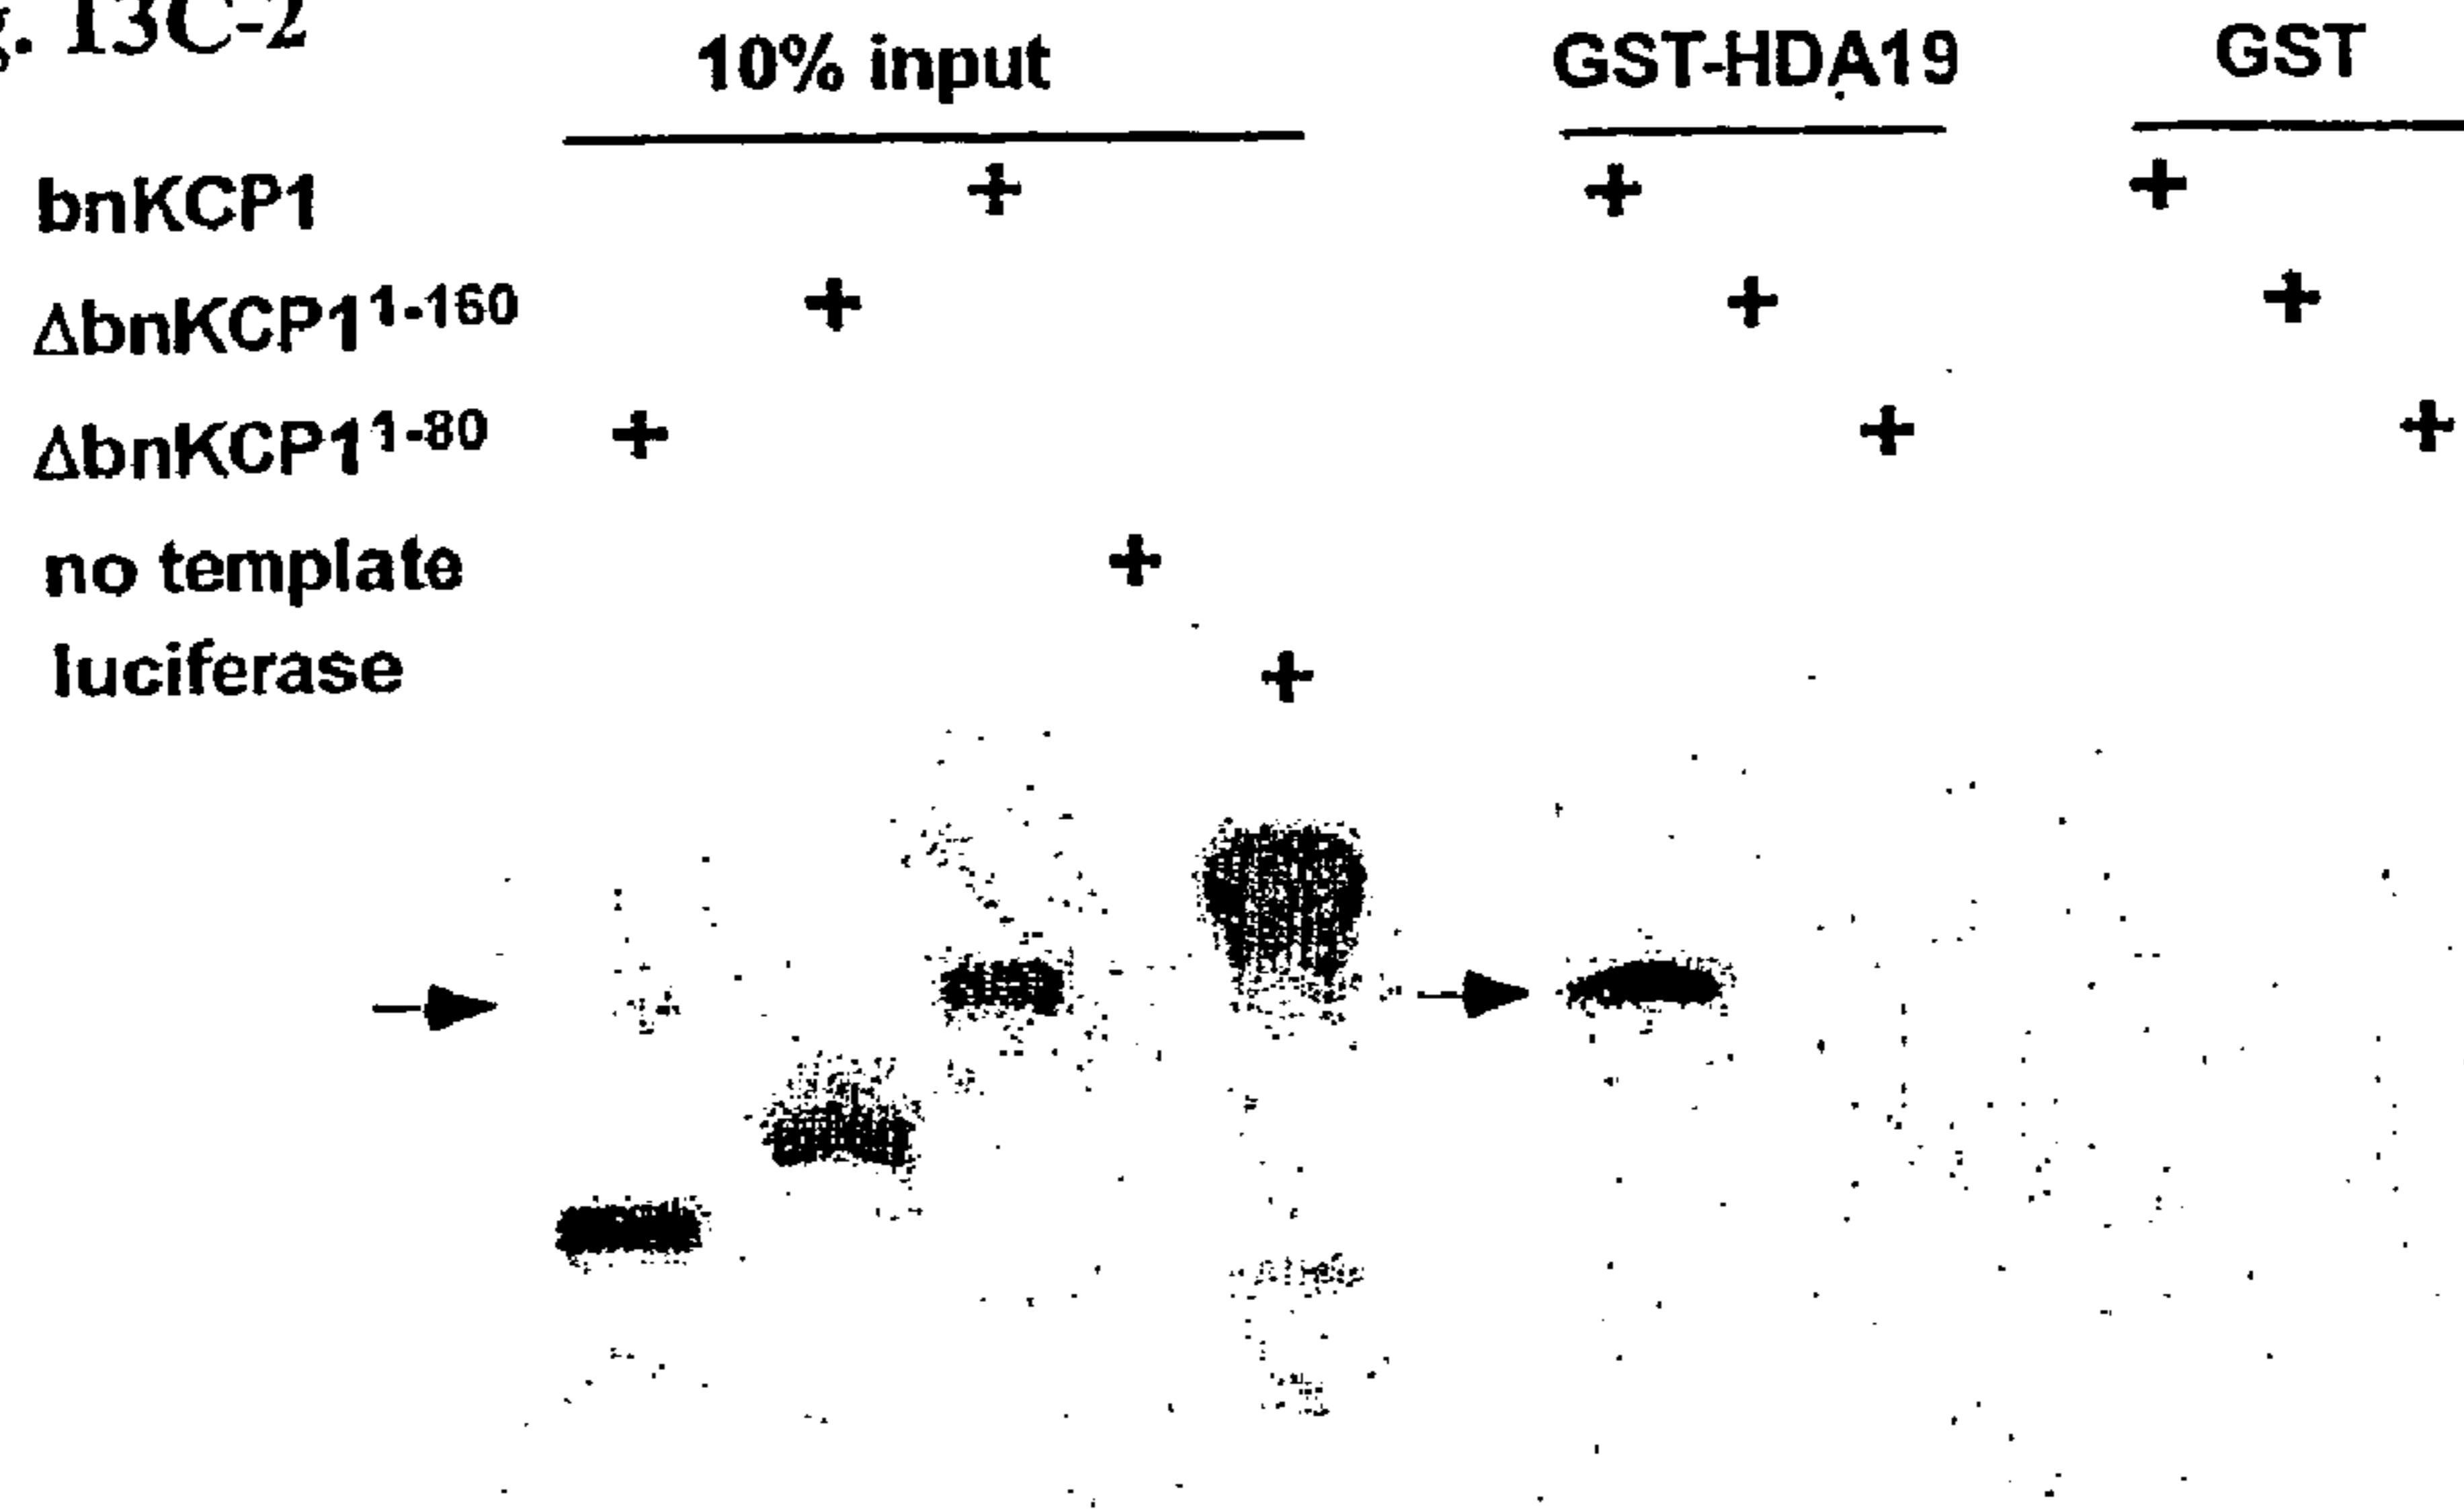 . 13C-2
10% input GST-HDA19 GST
bnKCP1 + + +
ΔbnKCP1¹⁻¹⁶⁰ + + +
ΔbnKCP1¹⁻⁸⁰ + + +
no template +
luciferase +